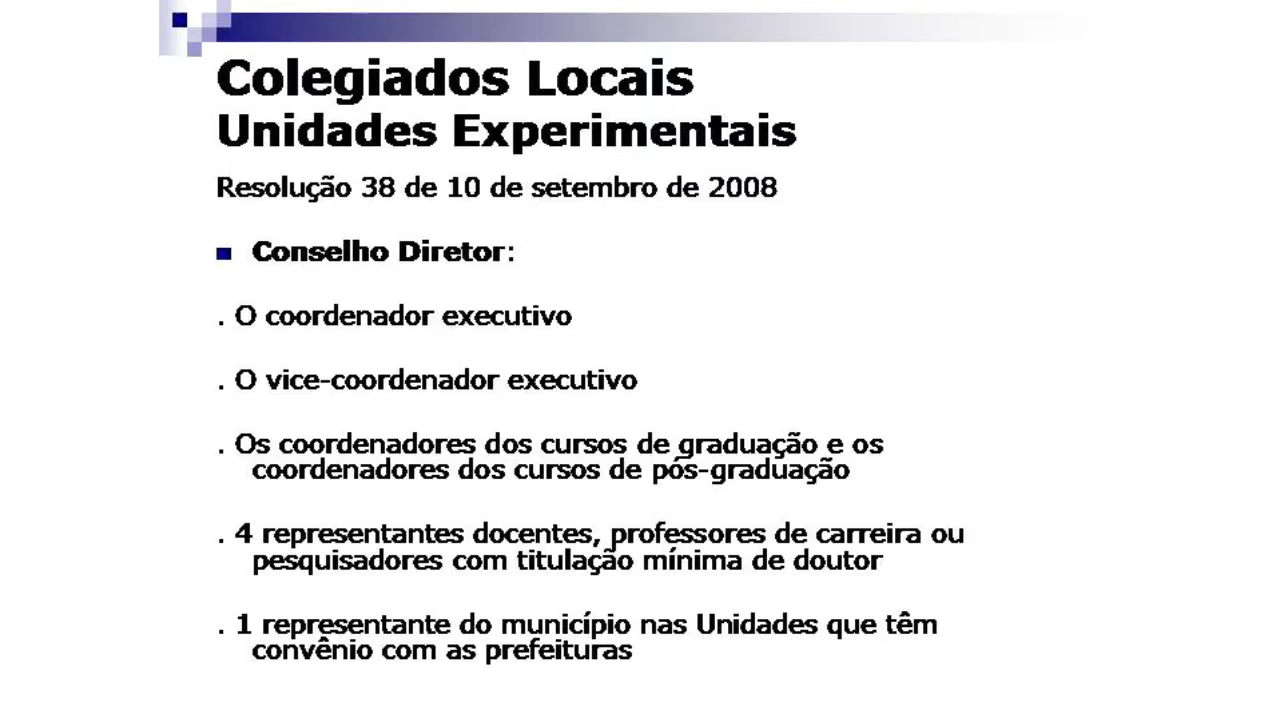 Colegiados Locais
Unidades Experimentais
Resolução 38 de 10 de setembro de 2008
Conselho Diretor:
. O coordenador executivo
. O vice-coordenador executivo
. Os coordenadores dos cursos de graduação e os
coordenadores dos cursos de pós-graduação
. 4 representantes docentes, professores de carreira ou
pesquisadores com titulação mínima de doutor
. 1 representante do município nas Unidades que têm
convênio com as prefeituras